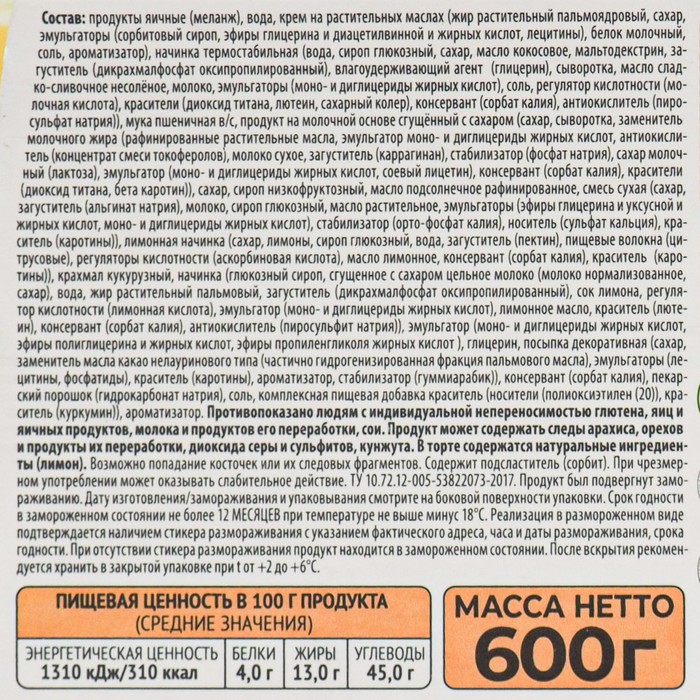 Состав: продукты яичные (меланж), вода, крем на растительных маслах (жир растительный пальмоядровый, сахар,
эмульгаторы (сорбитовый сироп, эфиры глицерина и диацетилвинной и жирных кислот, лецитины), белок молочный,
соль, ароматизатор), начинка термостабильная (вода, сироп глюкозный, сахар, масло кокосовое, мальтодекстрин, за-
густитель (дикрахмалфосфат оксипропилированный), влагоудерживающий агент (глицерин), сыворотка, масло слад-
ко-сливочное несолёное, молоко, эмульгаторы (моно- и диглицериды жирных кислот), соль, регулятор кислотности (мо-
лочная кислота), красители (диоксид титана, лютеин, сахарный колер), консервант (сорбат калия), антиокислитель (пиро-
сульфат натрия)), мука пшеничная в/с, продукт на молочной основе сгущённый с сахаром (сахар, сыворотка, заменитель
молочного жира (рафинированные растительные масла, эмульгатор моно- и диглицериды жирных кислот, антиокисли-
тель (концентрат смеси токоферолов), молоко сухое, загуститель (каррагинан), стабилизатор (фосфат натрия), сахар молоч-
ный (лактоза), эмульгатор (моно- и диглицериды жирных кислот, соевый лицетин), консервант (сорбат калия), красители
(диоксид титана, бета каротин)), сахар, сироп низкофруктозный, масло подсолнечное рафинированное, смесь сухая (сахар,
загуститель (альгинат натрия), молоко, сироп глюкозный, масло растительное, эмульгаторы (эфиры глицерина и уксусной и
жирных кислот, моно- и диглицериды жирных кислот), стабилизатор (орто-фосфат калия), носитель (сульфат кальция), кра-
ситель (каротины)), лимонная начинка (сахар, лимоны, сироп глюкозный, вода, загуститель (пектин), пищевые волокна (ци-
трусовые), регуляторы кислотности (аскорбиновая кислота), масло лимонное, консервант (сорбат калия), краситель (каро-
тины)), крахмал кукурузный, начинка (глюкозный сироп, сгущенное с сахаром цельное молоко (молоко нормализованное,
сахар), вода, жир растительный пальмовый, загуститель (дикрахмалфосфат оксипропилированный), сок лимона, регуля-
тор кислотности (лимонная кислота), эмульгатор (моно- и диглицериды жирных кислот), лимонное масло, краситель (люте-
ин), консервант (сорбат калия), антиокислитель (пиросульфит натрия)), эмульгатор (моно- и диглицериды жирных кислот,
эфиры полиглицерина и жирных кислот, эфиры пропиленгликоля жирных кислот ), глицерин, посыпка декоративная (сахар,
заменитель масла какао нелауринового типа (частично гидрогенизированная фракция пальмового масла), эмульгаторы (ле-
цитины, фосфатиды), краситель (каротины), ароматизатор, стабилизатор (гуммиарабик)), консервант (сорбат калия), пекар-
ский порошок (гидрокарбонат натрия), соль, комплексная пищевая добавка краситель (носители (полиоксиэтилен (20)), кра-
ситель (куркумин)), ароматизатор. Противопоказано людям с индивидуальной непереносимостью глютена, яиц и
яичных продуктов, молока и продуктов его переработки, сои. Продукт может содержать следы арахиса, орехов
и продукты их переработки, диоксида серы и сульфитов, кунжута. В торте содержатся натуральные ингредиен-
ты (лимон). Возможно попадание косточек или их следовых фрагментов. Содержит подсластитель (сорбит). При чрезмер-
ном употреблении может оказывать слабительное действие. ТУ 10.72.12-005-53822073-2017. Продукт был подвергнут замо-
раживанию. Дату изготовления/замораживания и упаковывания смотрите на боковой поверхности упаковки. Срок годности
в замороженном состоянии не более 12 МЕСЯЦЕВ при температуре не выше минус 18°С. Реализация в размороженном виде
подтверждается наличием стикера размораживания с указанием фактического адреса, часа и даты размораживания, срока
годности. При отсутствии стикера размораживания продукт находится в замороженном состоянии. После вскрытия рекомен-
дуется хранить в закрытой упаковке при t от +2 до +6°С.
ПИЩЕВАЯ ЦЕННОСТЬ В 100 Г ПРОДУКТА
(СРЕДНИЕ ЗНАЧЕНИЯ)
ЭНЕРГЕТИЧЕСКАЯ ЦЕННОСТЬ БЕЛКИ ЖИРЫ УГЛЕВОДЫ
1310 кДж/310 ккал 4,0 г 13,0 г 45,0 г
МАССА НЕТТО
600г